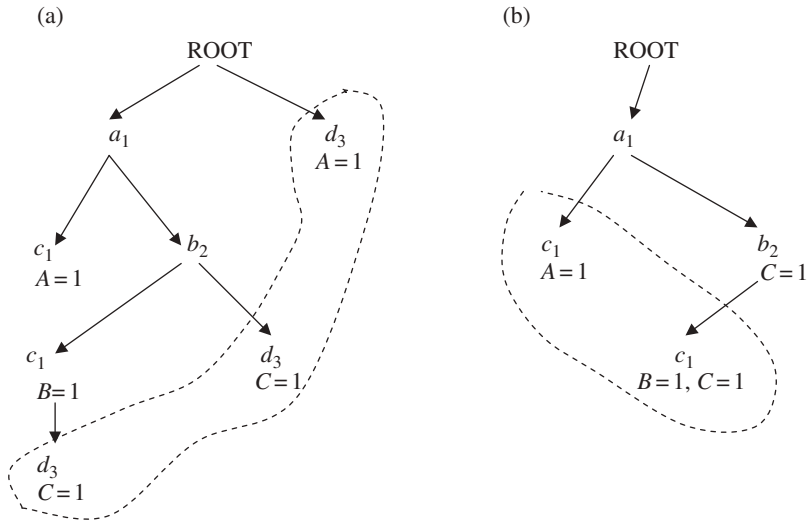 (a)
ROOT
a₁
d₃
A = 1
c₁
A = 1
b₂
c₁
B = 1
d₃
C = 1
d₃
C = 1
(b)
ROOT
a₁
c₁
A = 1
b₂
C = 1
c₁
B = 1, C = 1